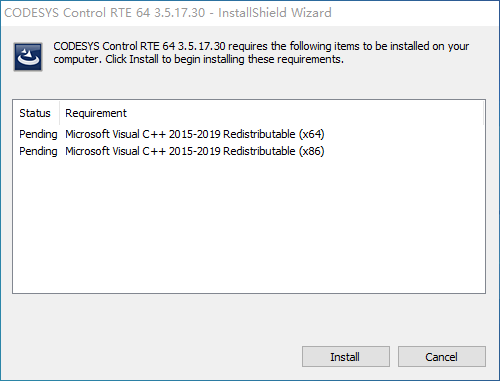 CODESYS Control RTE 64 3.5.17.30 - InstallShield Wizard
CODESYS Control RTE 64 3.5.17.30 requires the following items to be installed on your
computer. Click Install to begin installing these requirements.
Status Requirement
Pending Microsoft Visual C++ 2015-2019 Redistributable (x64)
Pending Microsoft Visual C++ 2015-2019 Redistributable (x86)
Install Cancel